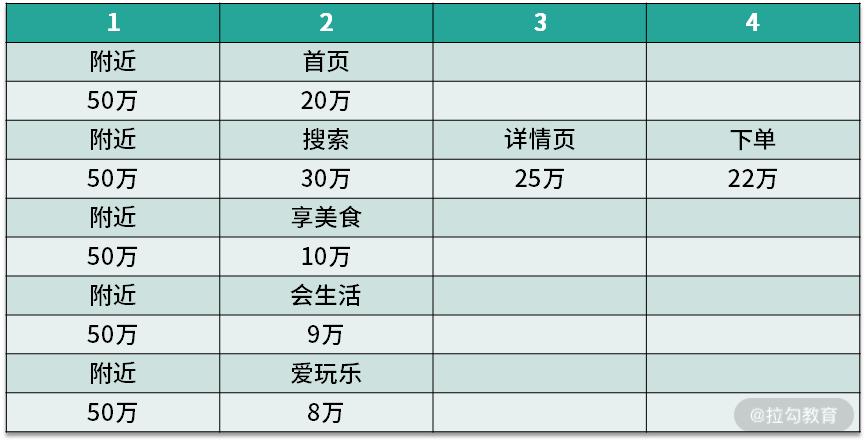 1 2 3 4
附近 首页
50万 20万
附近 搜索 详情页 下单
50万 30万 25万 22万
附近 享美食
50万 10万
附近 会生活
50万 9万
附近 爱玩乐
50万 8万
@拉勾教育